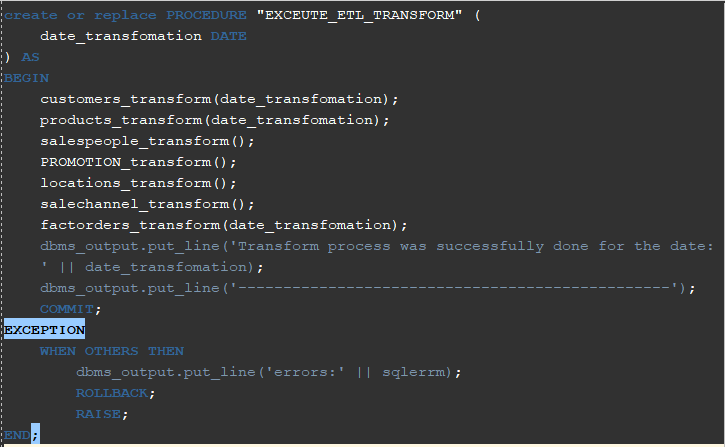 create or replace PROCEDURE "EXCEUTE_ETL_TRANSFORM" (
    date_transfomation DATE
) AS
BEGIN
    customers_transform(date_transfomation);
    products_transform(date_transfomation);
    salespeople_transform();
    PROMOTION_transform();
    locations_transform();
    salechannel_transform();
    factorders_transform(date_transfomation);
    dbms_output.put_line('Transform process was successfully done for the date:
    ' || date_transfomation);
    dbms_output.put_line('------------------------------------------------');
    COMMIT;
EXCEPTION
    WHEN OTHERS THEN
        dbms_output.put_line('errors:' || sqlerrm);
        ROLLBACK;
        RAISE;
END;